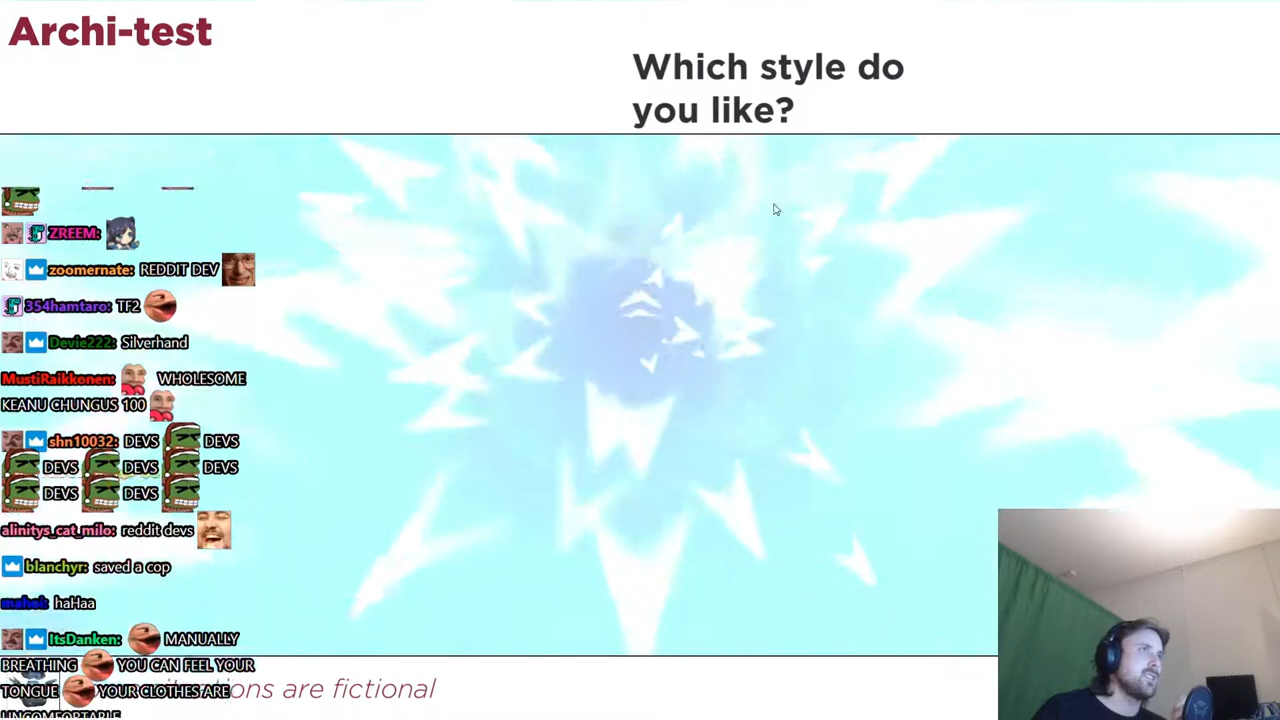 Archi-test
Which style do
you like?
ZREEM:
zoomernate: REDDIT DEV
354hamtaro: TF2
Devie222: Silverhand
MustiRaikkonen: WHOLESOME
KEANU CHUNGUS 100
shn10032: DEVS DEVS
DEVS DEVS DEVS
DEVS DEVS
alinitys_cat_milo: reddit devs
blanchyr: saved a cop
haHaa
ItsDanken: MANUALLY
BREATHING YOU CAN FEEL YOUR
TONGUE YOUR CLOTHES ARE
UNCOMFORTABLE
are fictional